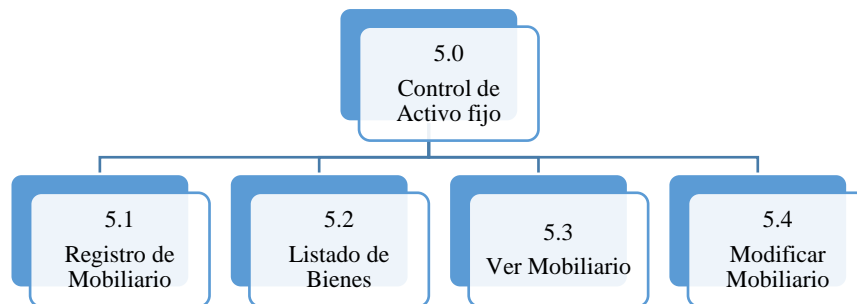 5.0
Control de
Activo fijo
5.1
Registro de
Mobiliario
5.2
Listado de
Bienes
5.3
Ver Mobiliario
5.4
Modificar
Mobiliario